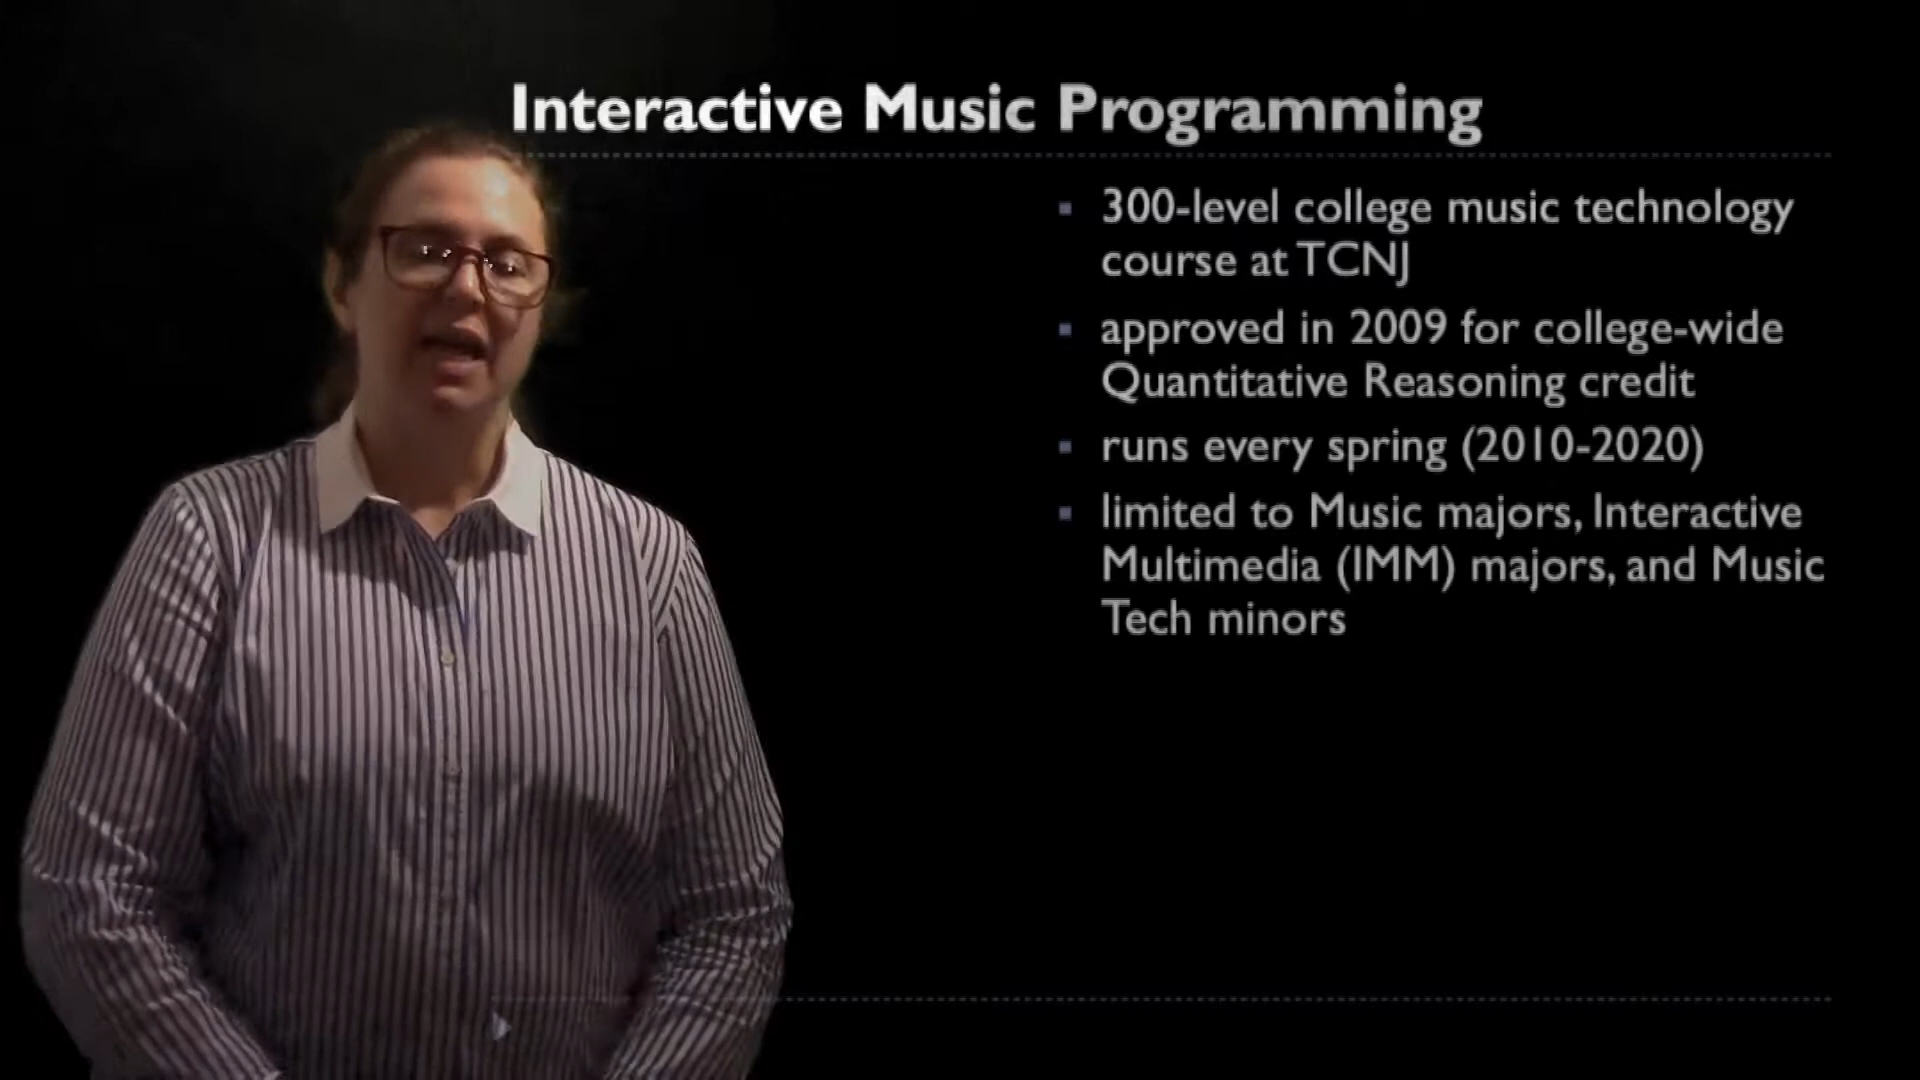 Interactive Music Programming
300-level college music technology
course at TCNJ
approved in 2009 for college-wide
Quantitative Reasoning credit
runs every spring (2010-2020)
limited to Music majors, Interactive
Multimedia (IMM) majors, and Music
Tech minors